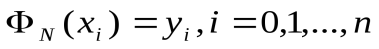 Φ_N(x_i) = y_i, i = 0,1,..., n